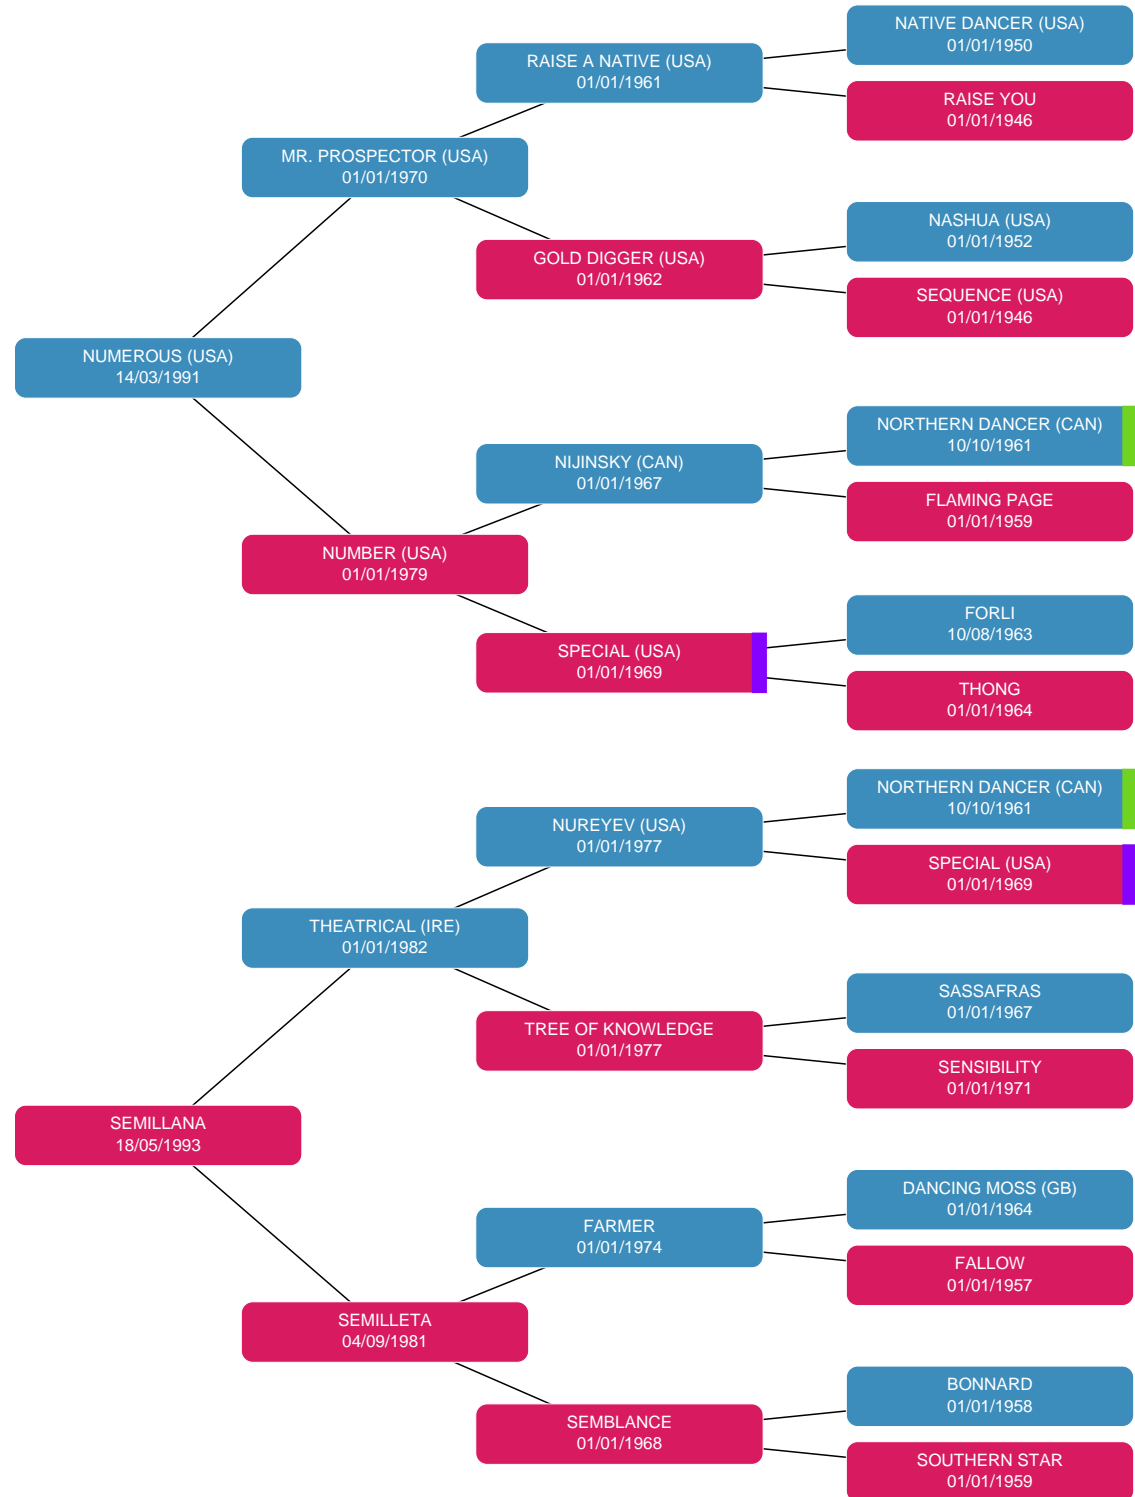 NATIVE DANCER (USA)
01/01/1950
RAISE A NATIVE (USA)
01/01/1961
RAISE YOU
01/01/1946
MR. PROSPECTOR (USA)
01/01/1970
NASHUA (USA)
01/01/1952
GOLD DIGGER (USA)
01/01/1962
SEQUENCE (USA)
01/01/1946
NUMEROUS (USA)
14/03/1991
NORTHERN DANCER (CAN)
10/10/1961
NIJINSKY (CAN)
01/01/1967
FLAMING PAGE
01/01/1959
NUMBER (USA)
01/01/1979
FORLI
10/08/1963
SPECIAL (USA)
01/01/1969
THONG
01/01/1964
NORTHERN DANCER (CAN)
10/10/1961
NUREYEV (USA)
01/01/1977
SPECIAL (USA)
01/01/1969
THEATRICAL (IRE)
01/01/1982
SASSAFRAS
01/01/1967
TREE OF KNOWLEDGE
01/01/1977
SENSIBILITY
01/01/1971
SEMILLANA
18/05/1993
DANCING MOSS (GB)
01/01/1964
FARMER
01/01/1974
FALLOW
01/01/1957
SEMILLETA
04/09/1981
BONNARD
01/01/1958
SEMBLANCE
01/01/1968
SOUTHERN STAR
01/01/1959